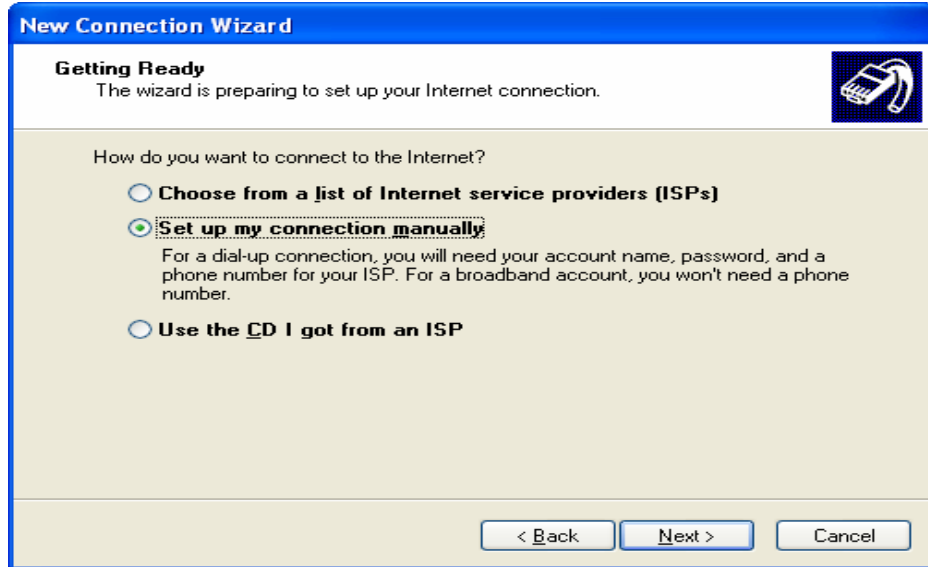 New Connection Wizard
Getting Ready
The wizard is preparing to set up your Internet connection.
How do you want to connect to the Internet?
Choose from a list of Internet service providers (ISPs)
Set up my connection manually
For a dial-up connection, you will need your account name, password, and a
phone number for your ISP. For a broadband account, you won't need a phone
number.
Use the CD I got from an ISP
< Back Next > Cancel